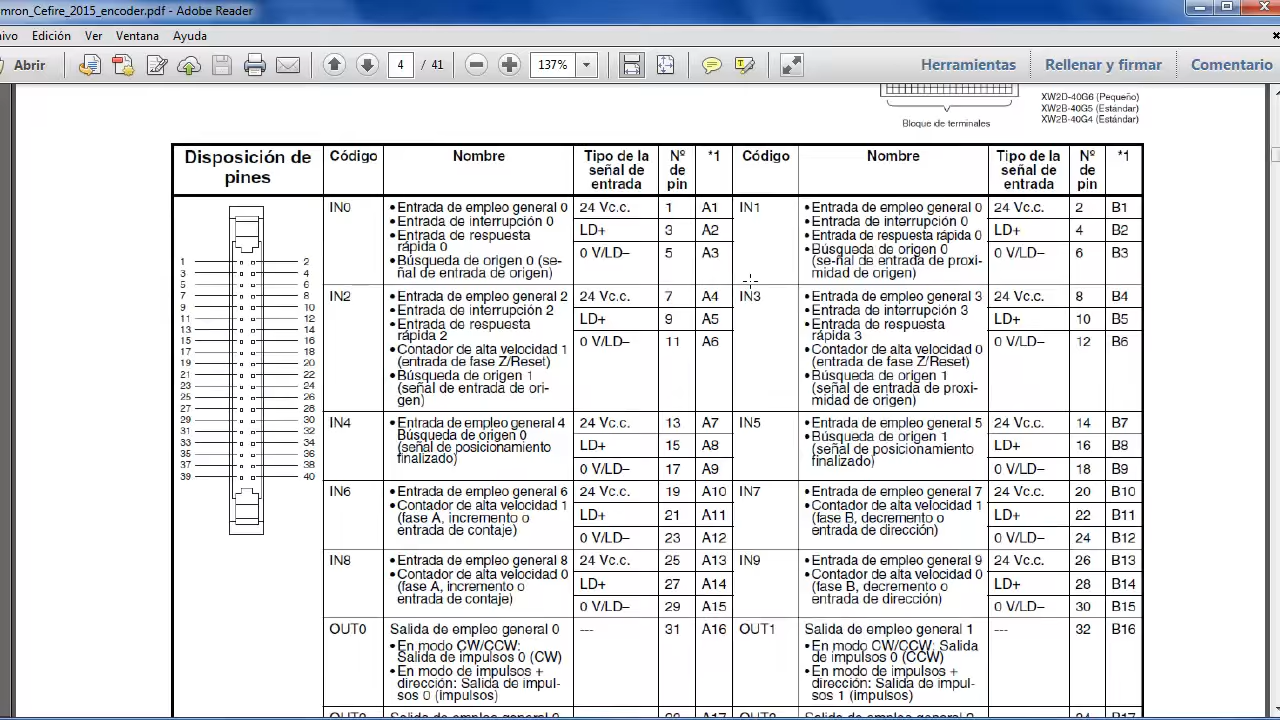 mron_Cefire_2015_encoder.pdf - Adobe Reader
ivo Edición Ver Ventana Ayuda
Abrir 4 / 41 137% Herramientas Rellenar y firmar Comentario
XW2D-40G6 (Pequeño)
XW2B-40G5 (Estándar)
XW2B-40G4 (Estándar)
Bloque de terminales
Disposición de pines Código Nombre Tipo de la señal de entrada Nº de pin *1 Código Nombre Tipo de la señal de entrada Nº de pin *1
1 2
3 4
5 6
7 8
9 10
11 12
13 14
15 16
17 18
19 20
21 22
23 24
25 26
27 28
29 30
31 32
33 34
35 36
37 38
39 40
IN0
•Entrada de empleo general 0
•Entrada de interrupción 0
•Entrada de respuesta
rápida 0
•Búsqueda de origen 0 (se-
ñal de entrada de origen)
24 Vc.c. 1 A1
LD+ 3 A2
0 V/LD– 5 A3
IN1
•Entrada de empleo general 0
•Entrada de interrupción 0
•Entrada de respuesta rápida 0
•Búsqueda de origen 0
(se-ñal de entrada de proxi-
midad de origen)
24 Vc.c. 2 B1
LD+ 4 B2
0 V/LD– 6 B3
IN2
•Entrada de empleo general 2
•Entrada de interrupción 2
•Entrada de respuesta
rápida 2
•Contador de alta velocidad 1
(entrada de fase Z/Reset)
•Búsqueda de origen 1
(señal de entrada de ori-
gen)
24 Vc.c. 7 A4
LD+ 9 A5
0 V/LD– 11 A6
IN3
•Entrada de empleo general 3
•Entrada de interrupción 3
•Entrada de respuesta
rápida 3
•Contador de alta velocidad 0
(entrada de fase Z/Reset)
•Búsqueda de origen 1
(señal de entrada de proxi-
midad de origen)
24 Vc.c. 8 B4
LD+ 10 B5
0 V/LD– 12 B6
IN4
•Entrada de empleo general 4
Búsqueda de origen 0
(señal de posicionamiento
finalizado)
24 Vc.c. 13 A7
LD+ 15 A8
0 V/LD– 17 A9
IN5
•Entrada de empleo general 5
•Búsqueda de origen 1
(señal de posicionamiento
finalizado)
24 Vc.c. 14 B7
LD+ 16 B8
0 V/LD– 18 B9
IN6
•Entrada de empleo general 6
•Contador de alta velocidad 1
(fase A, incremento o
entrada de contaje)
24 Vc.c. 19 A10
LD+ 21 A11
0 V/LD– 23 A12
IN7
•Entrada de empleo general 7
•Contador de alta velocidad 1
(fase B, decremento o
entrada de dirección)
24 Vc.c. 20 B10
LD+ 22 B11
0 V/LD– 24 B12
IN8
•Entrada de empleo general 8
•Contador de alta velocidad 0
(fase A, incremento o
entrada de contaje)
24 Vc.c. 25 A13
LD+ 27 A14
0 V/LD– 29 A15
IN9
•Entrada de empleo general 9
•Contador de alta velocidad 0
(fase B, decremento o
entrada de dirección)
24 Vc.c. 26 B13
LD+ 28 B14
0 V/LD– 30 B15
OUT0
Salida de empleo general 0
•En modo CW/CCW:
Salida de impulsos 0 (CW)
•En modo de impulsos +
dirección: Salida de impul-
sos 0 (impulsos)
--- 31 A16
OUT1
Salida de empleo general 1
•En modo CW/CCW: Salida
de impulsos 0 (CCW)
•En modo de impulsos +
dirección: Salida de impul-
sos 1 (impulsos)
--- 32 B16